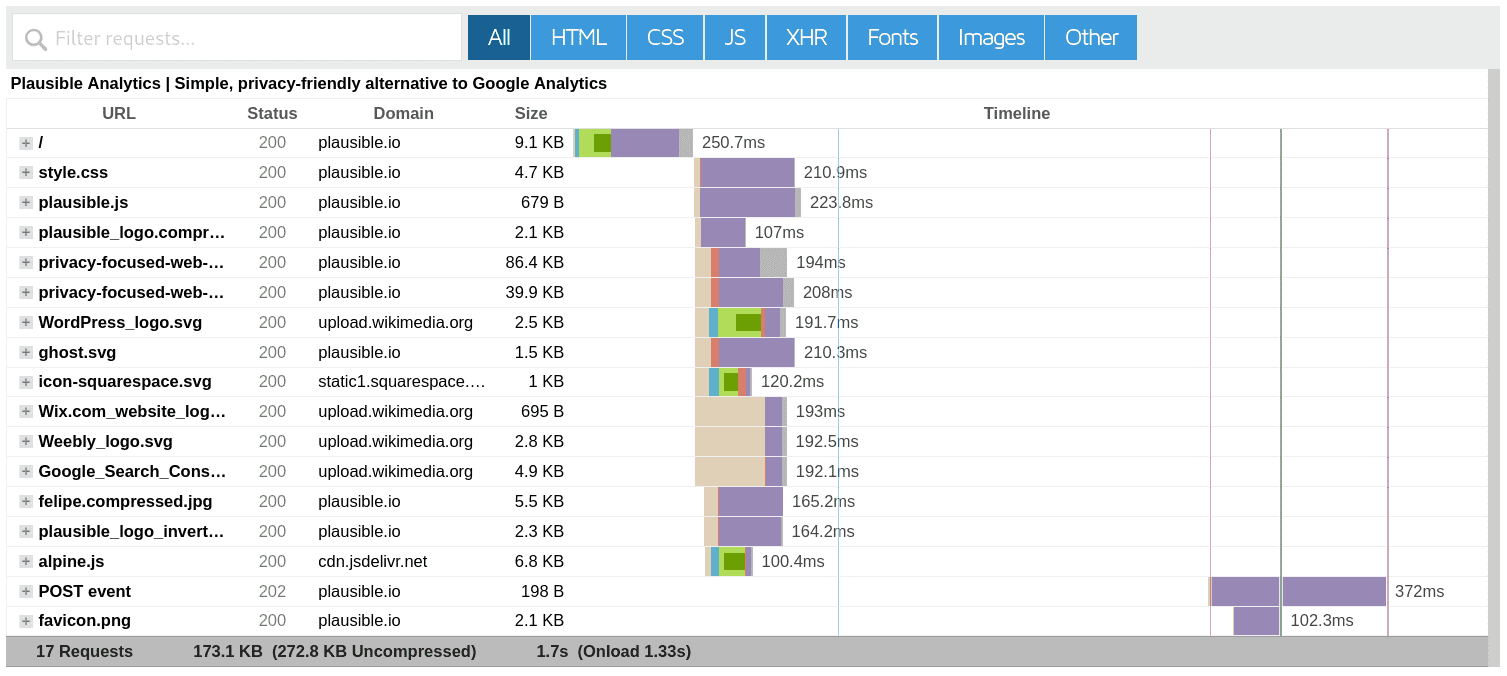 Filter requests...
All HTML CSS JS XHR Fonts Images Other
Plausible Analytics | Simple, privacy-friendly alternative to Google Analytics
URL Status Domain Size Timeline
/ 200 plausible.io 9.1 KB 250.7ms
style.css 200 plausible.io 4.7 KB 210.9ms
plausible.js 200 plausible.io 679 B 223.8ms
plausible_logo.compr... 200 plausible.io 2.1 KB 107ms
privacy-focused-web-... 200 plausible.io 86.4 KB 194ms
privacy-focused-web-... 200 plausible.io 39.9 KB 208ms
WordPress_logo.svg 200 upload.wikimedia.org 2.5 KB 191.7ms
ghost.svg 200 plausible.io 1.5 KB 210.3ms
icon-squarespace.svg 200 static1.squarespace.... 1 KB 120.2ms
Wix.com_website_log... 200 upload.wikimedia.org 695 B 193ms
Weebly_logo.svg 200 upload.wikimedia.org 2.8 KB 192.5ms
Google_Search_Cons... 200 upload.wikimedia.org 4.9 KB 192.1ms
felipe.compressed.jpg 200 plausible.io 5.5 KB 165.2ms
plausible_logo_invert... 200 plausible.io 2.3 KB 164.2ms
alpine.js 200 cdn.jsdelivr.net 6.8 KB 100.4ms
POST event 202 plausible.io 198 B 372ms
favicon.png 200 plausible.io 2.1 KB 102.3ms
17 Requests 173.1 KB (272.8 KB Uncompressed) 1.7s (Onload 1.33s)